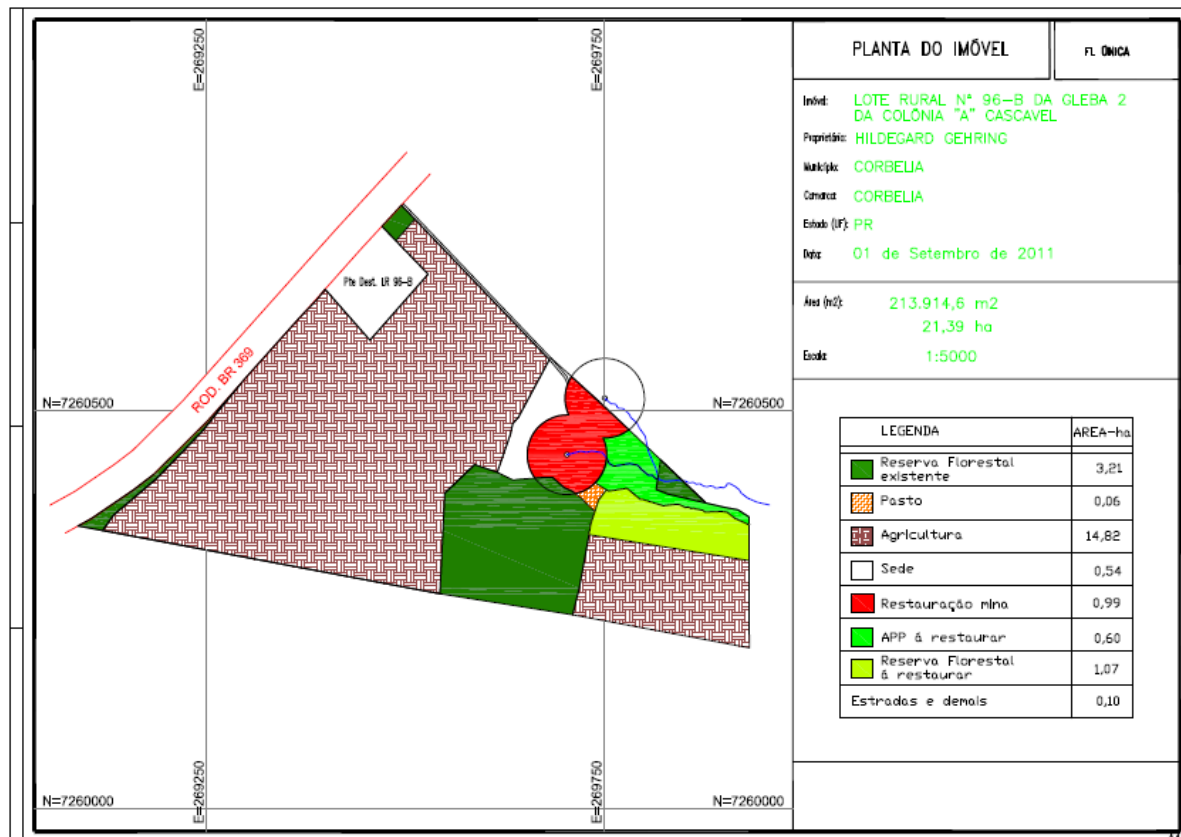 E=269250
E=269750
N=7260500
N=7260500
ROD. BR 369
Pte Dest. LR 96-B
N=7260000
N=7260000
E=269250
E=269750
PLANTA DO IMÓVEL
FL ÚNICA
Imóvel: LOTE RURAL N° 96-B DA GLEBA 2
DA COLÔNIA "A" CASCAVEL
Proprietário: HILDEGARD GEHRING
Município: CORBELIA
Comarca: CORBELIA
Estado (UF): PR
Data: 01 de Setembro de 2011
Área (m2): 213.914,6 m2
21,39 ha
Escala: 1:5000
LEGENDA AREA-ha
Reserva Florestal
existente 3,21
Pasto 0,06
Agricultura 14,82
Sede 0,54
Restauração mina 0,99
APP á restaurar 0,60
Reserva Florestal
á restaurar 1,07
Estradas e demais 0,10